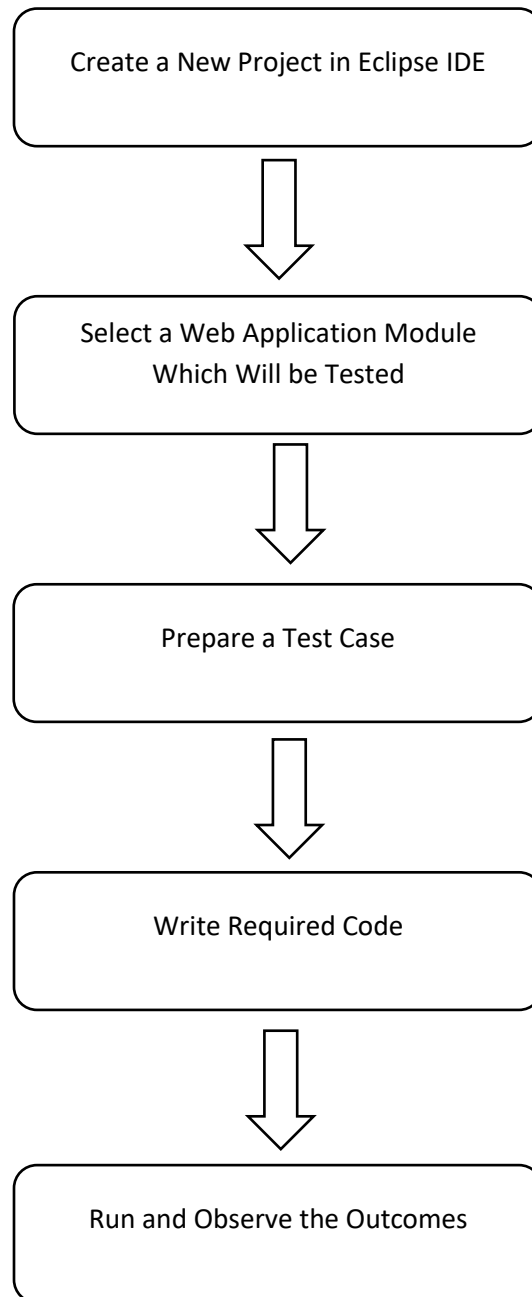 Create a New Project in Eclipse IDE
Select a Web Application Module
Which Will be Tested
Prepare a Test Case
Write Required Code
Run and Observe the Outcomes